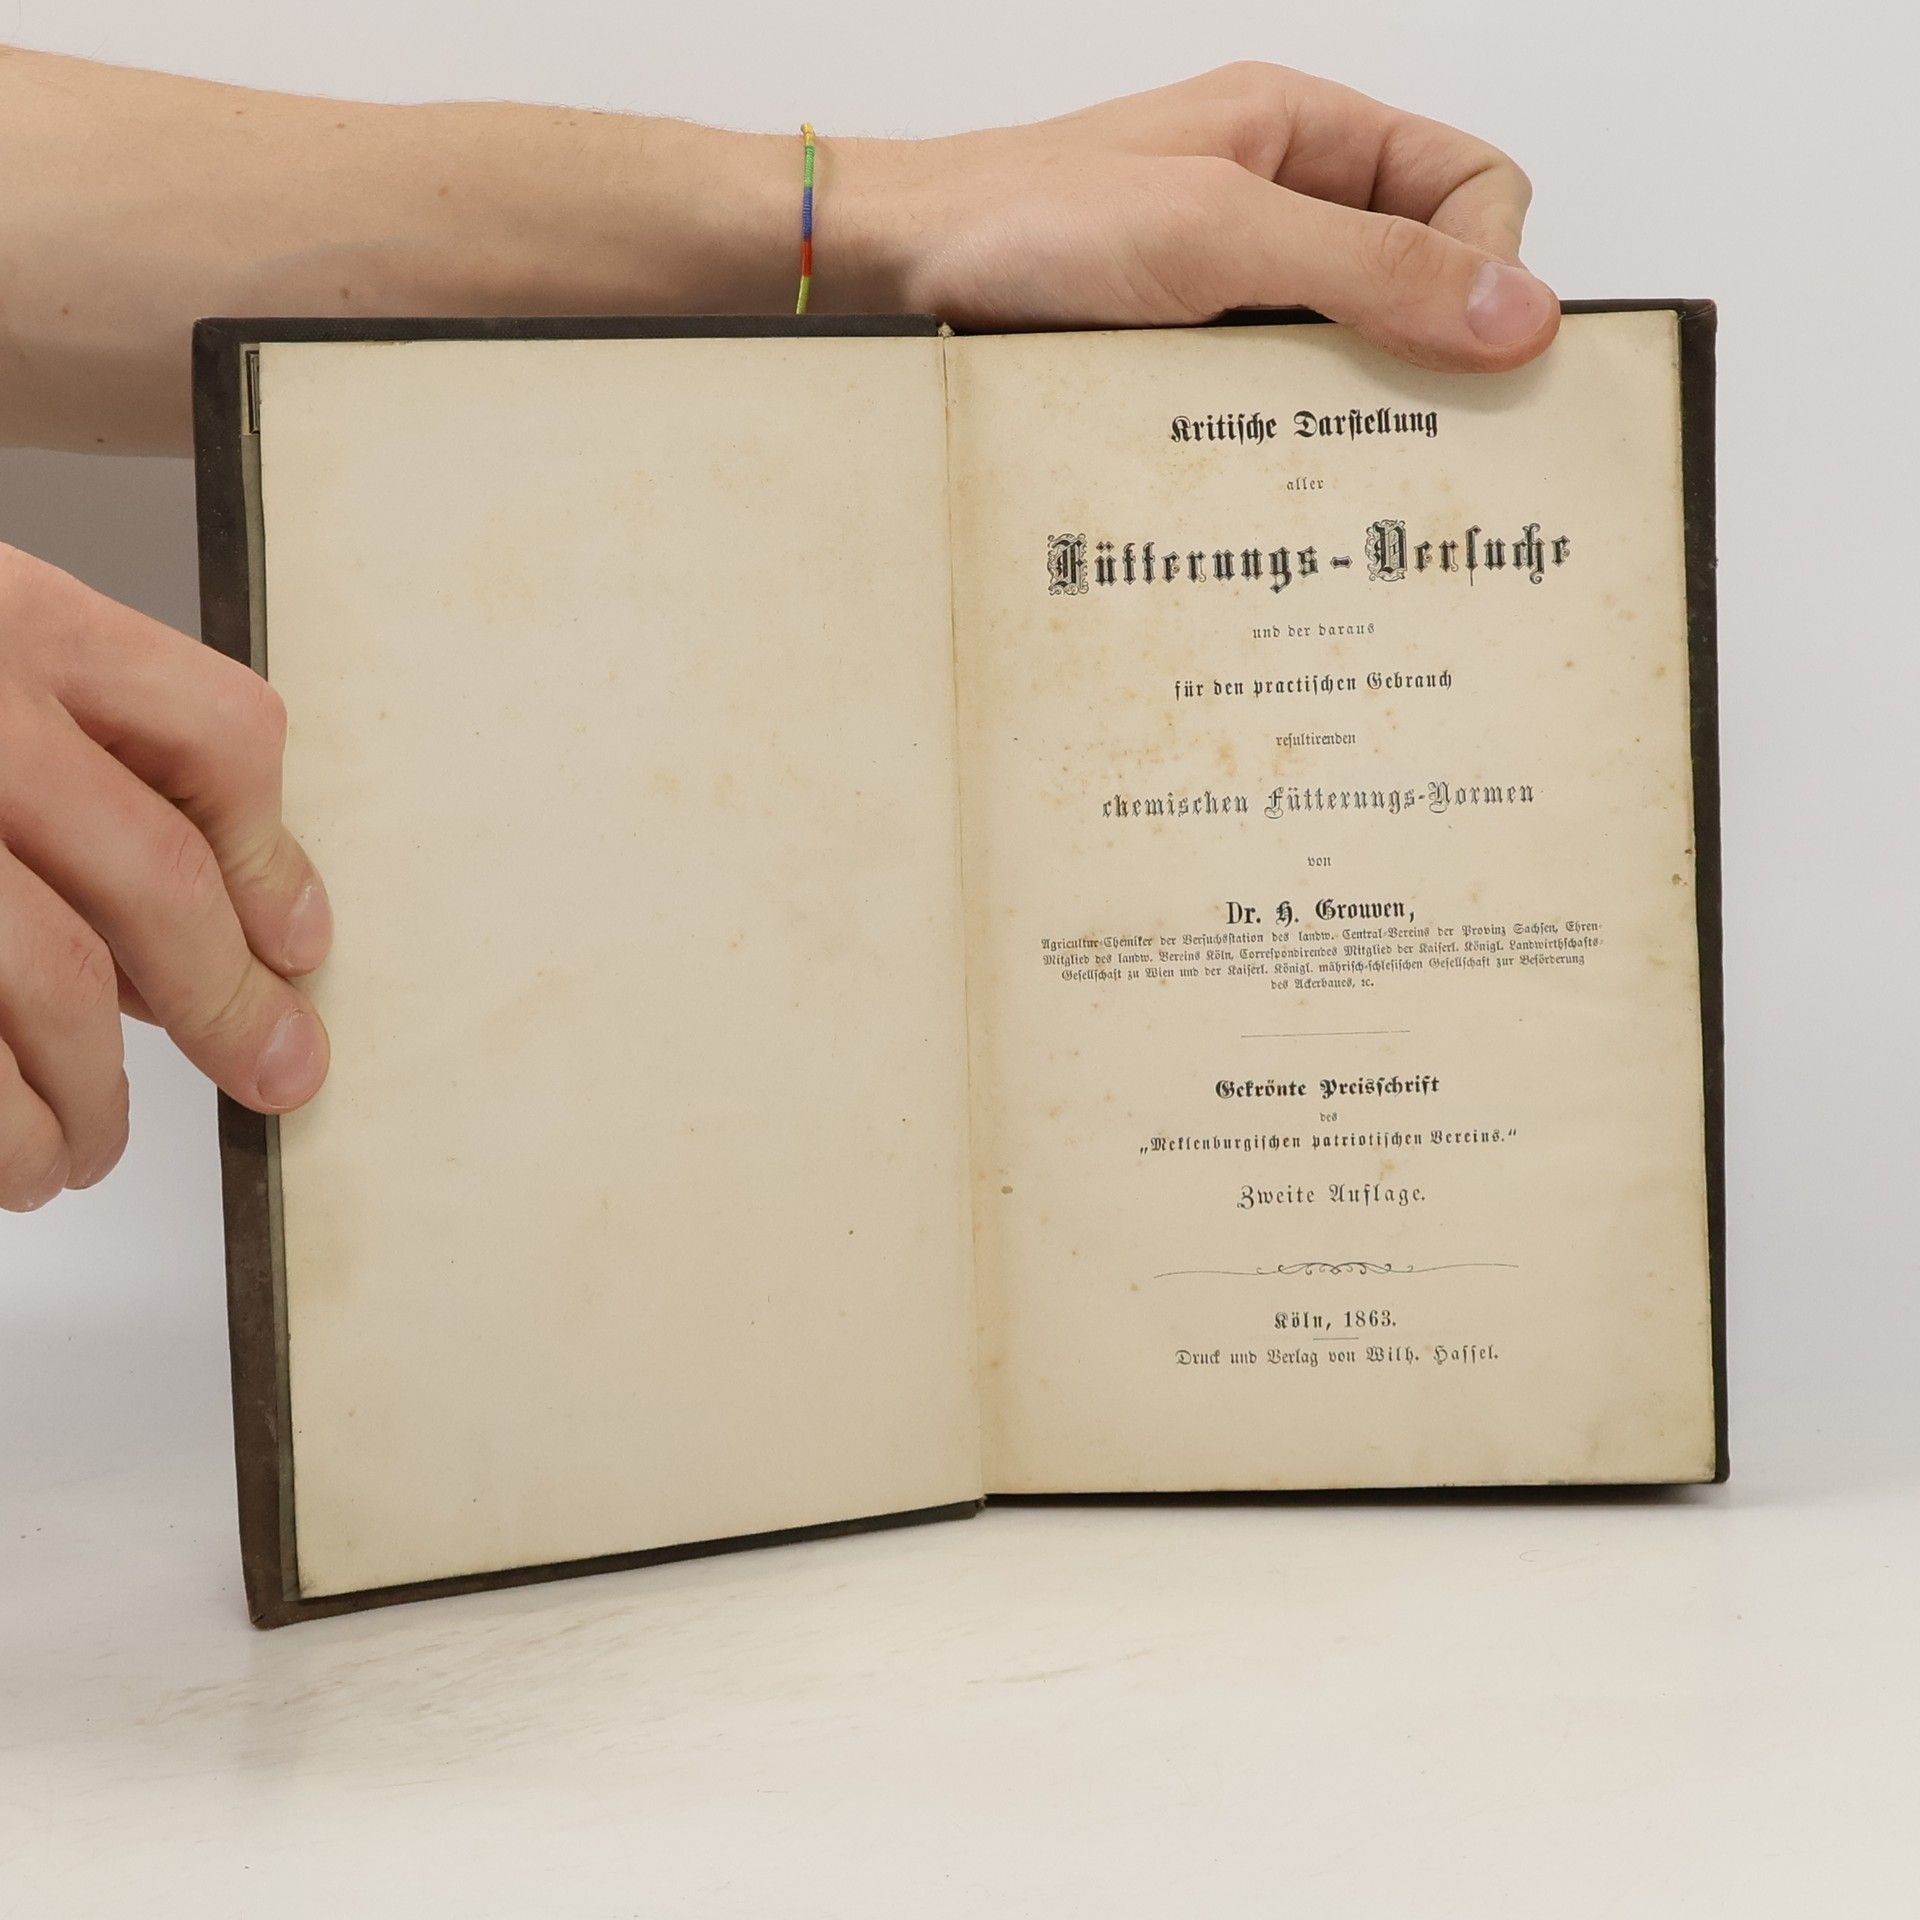 Kritische Darstellung
aller
Fütterungs-Versuche
und der daraus
für den practischen Gebrauch
resultirenden
chemischen Fütterungs-Normen
von
Dr. H. Grouven,
Agricultur-Chemiker der Versuchsstation des landw. Central-Vereins der Provinz Sachsen, Ehren-
Mitglied des landw. Vereins Köln, Correspondirendes Mitglied der Kaiserl. Königl. Landwirthschafts-
Gesellschaft zu Wien und der Kaiserl. Königl. mährisch-schlesischen Gesellschaft zur Beförderung
des Ackerbaues, ꝛc.
Gekrönte Preisschrift
des
„Meklenburgischen patriotischen Vereins.“
Zweite Auflage.
Köln, 1863.
Druck und Verlag von Wilh. Hassel.